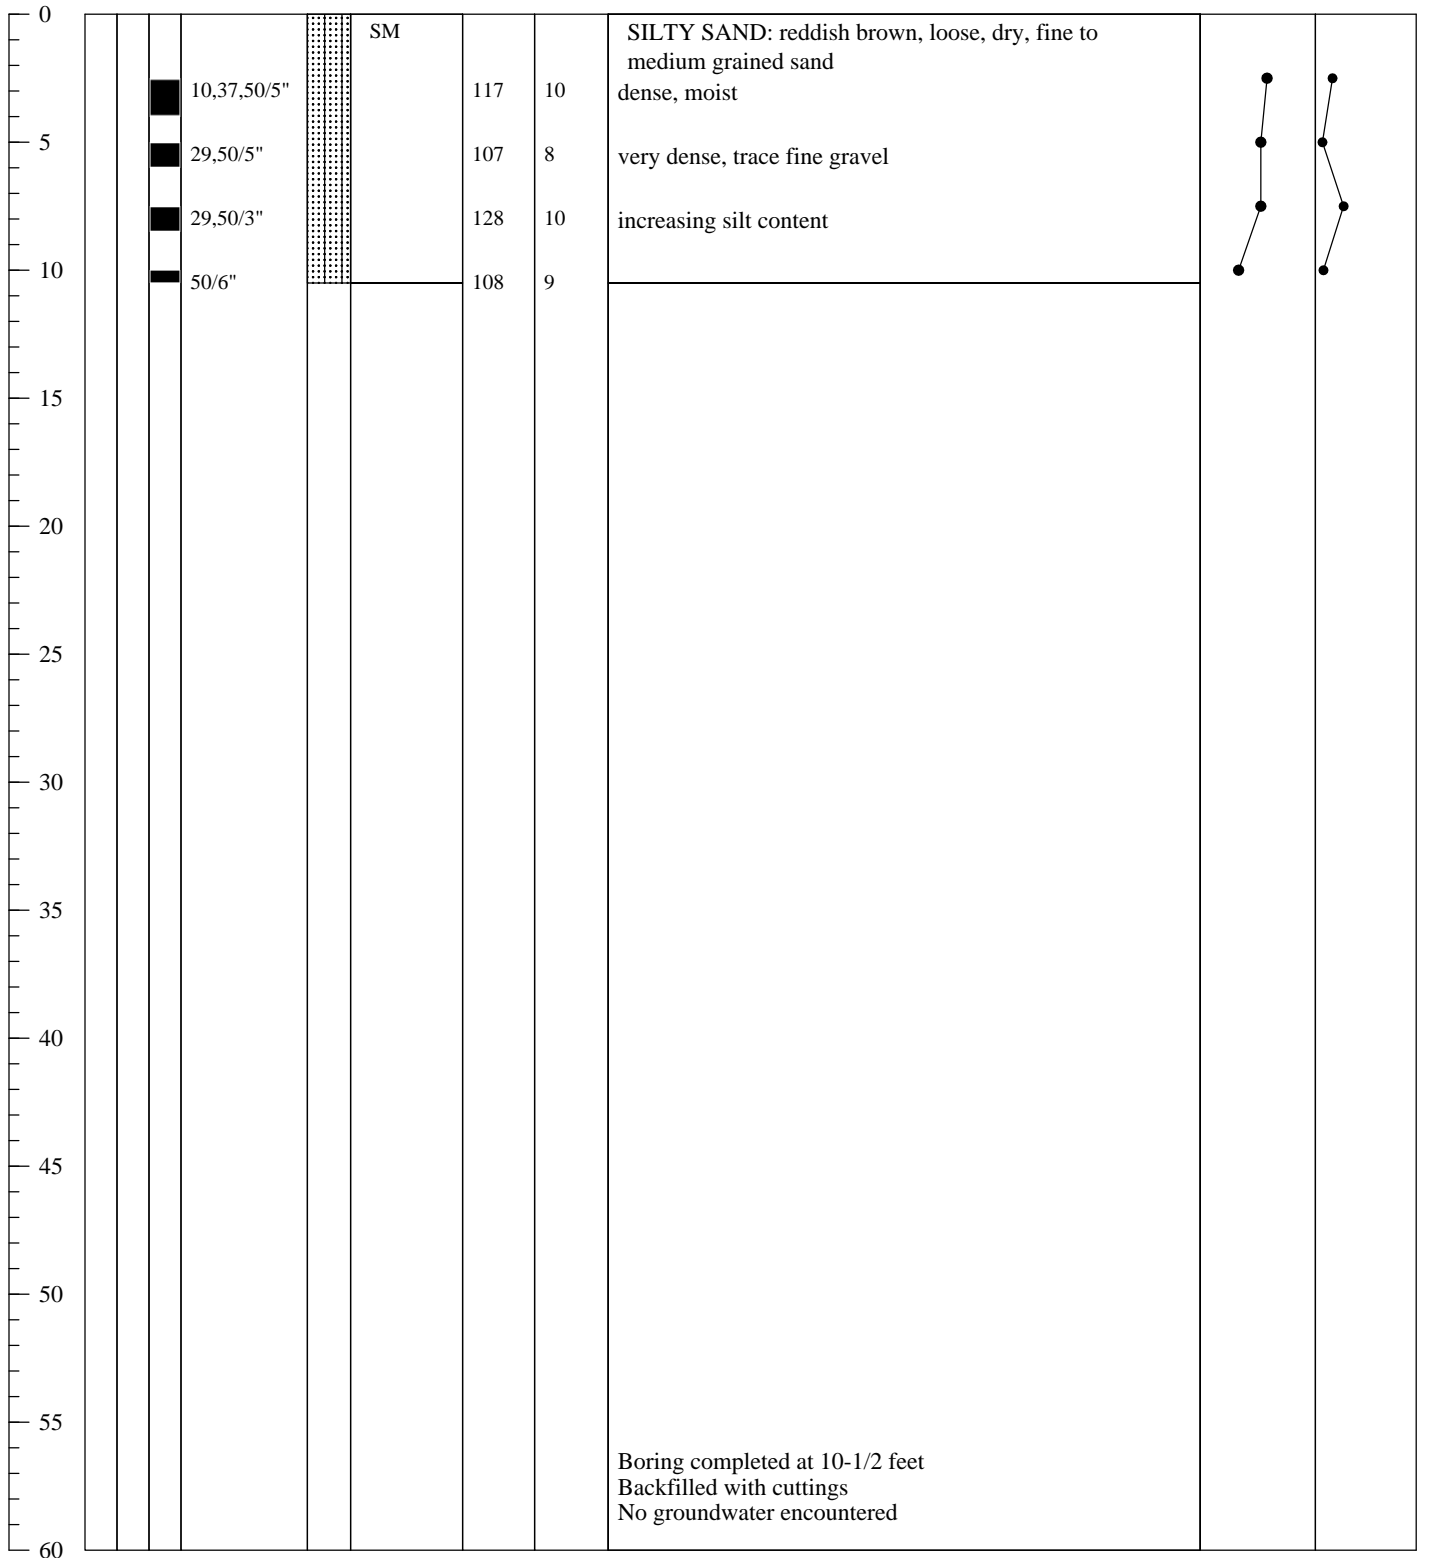 0
SM
SILTY SAND: reddish brown, loose, dry, fine to
medium grained sand
10,37,50/5" 117 10 dense, moist
5
29,50/5" 107 8 very dense, trace fine gravel
29,50/3" 128 10 increasing silt content
10
50/6" 108 9
15
20
25
30
35
40
45
50
55
Boring completed at 10-1/2 feet
Backfilled with cuttings
No groundwater encountered
60